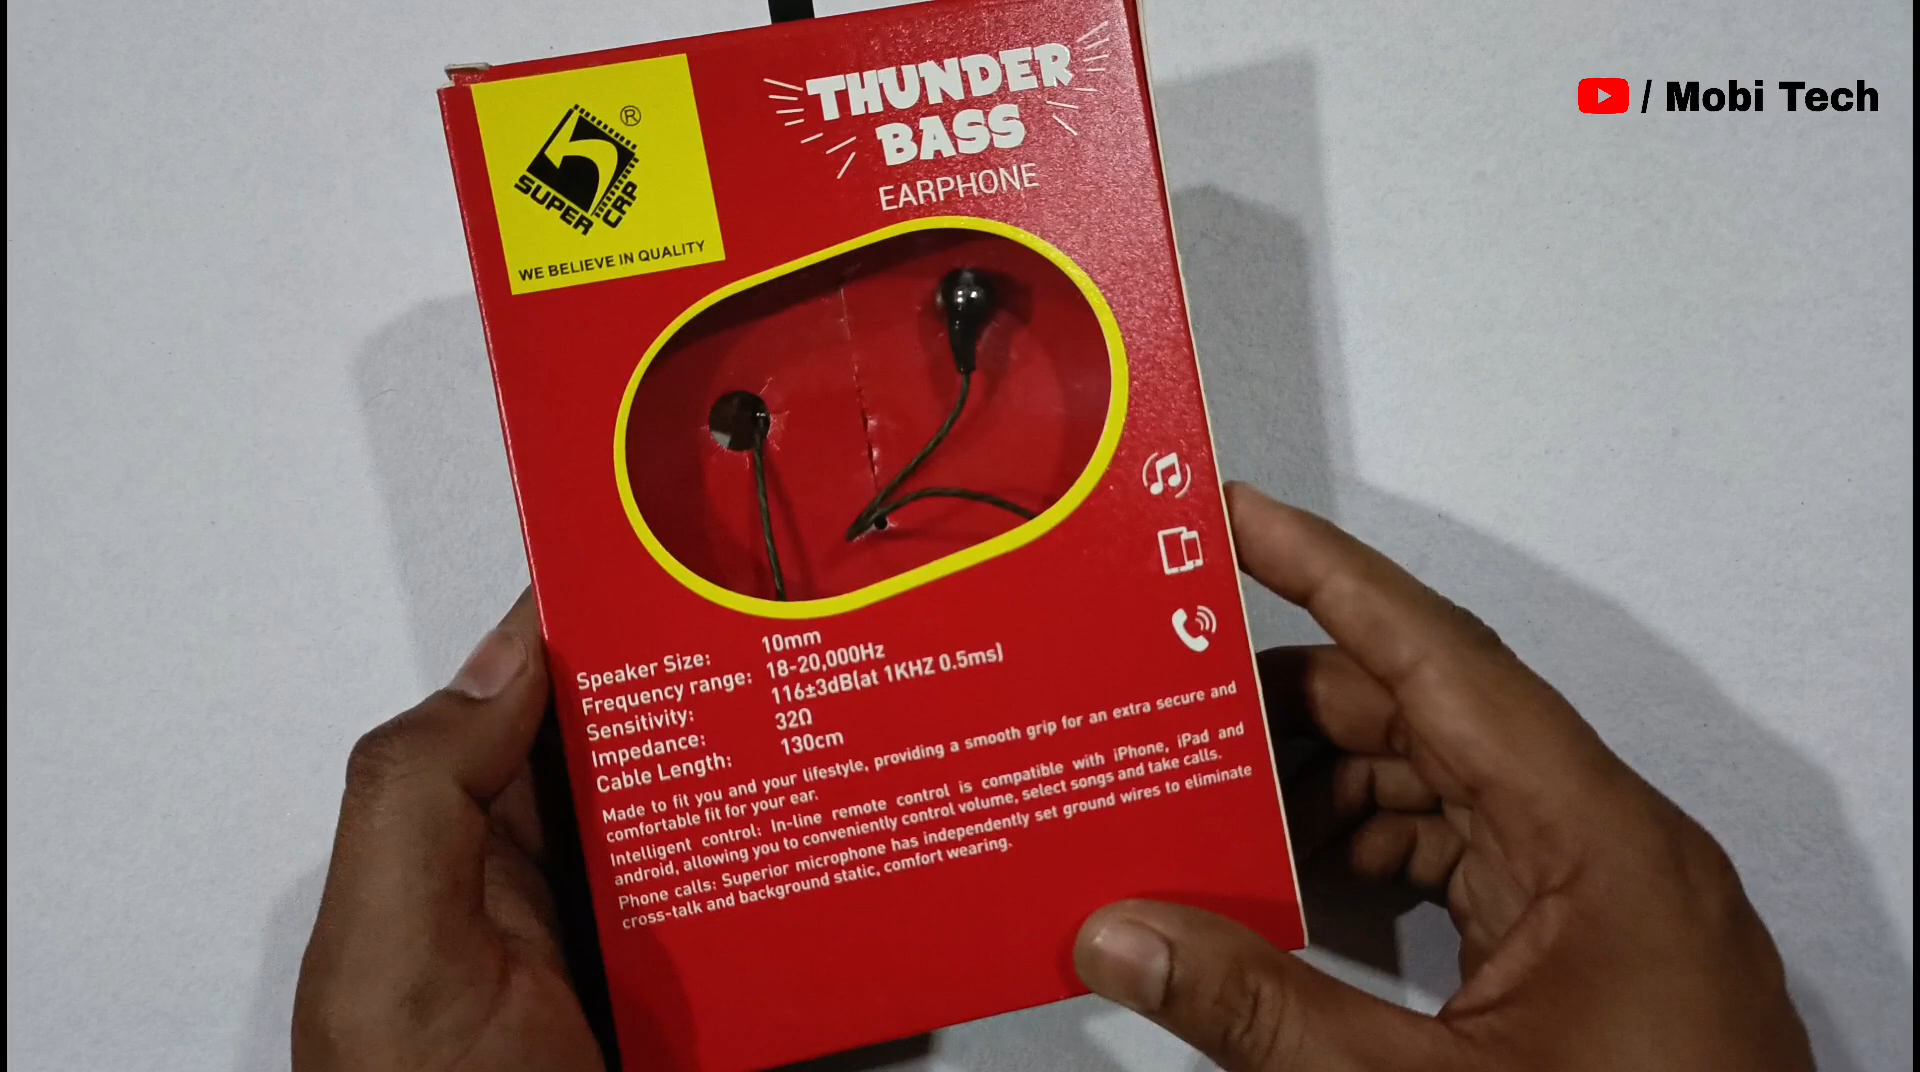 / Mobi Tech
THUNDER
BASS
EARPHONE
5
®
SUPER
CAP
WE BELIEVE IN QUALITY
Speaker Size: 10mm
Frequency range: 18-20,000Hz
Sensitivity: 116±3dB(at 1KHZ 0.5ms)
Impedance: 32Ω
Cable Length: 130cm
Made to fit you and your lifestyle, providing a smooth grip for an extra secure and
comfortable fit for your ear.
Intelligent control: In-line remote control is compatible with iPhone, iPad and
android, allowing you to conveniently control volume, select songs and take calls.
Phone calls: Superior microphone has independently set ground wires to eliminate
cross-talk and background static, comfort wearing.